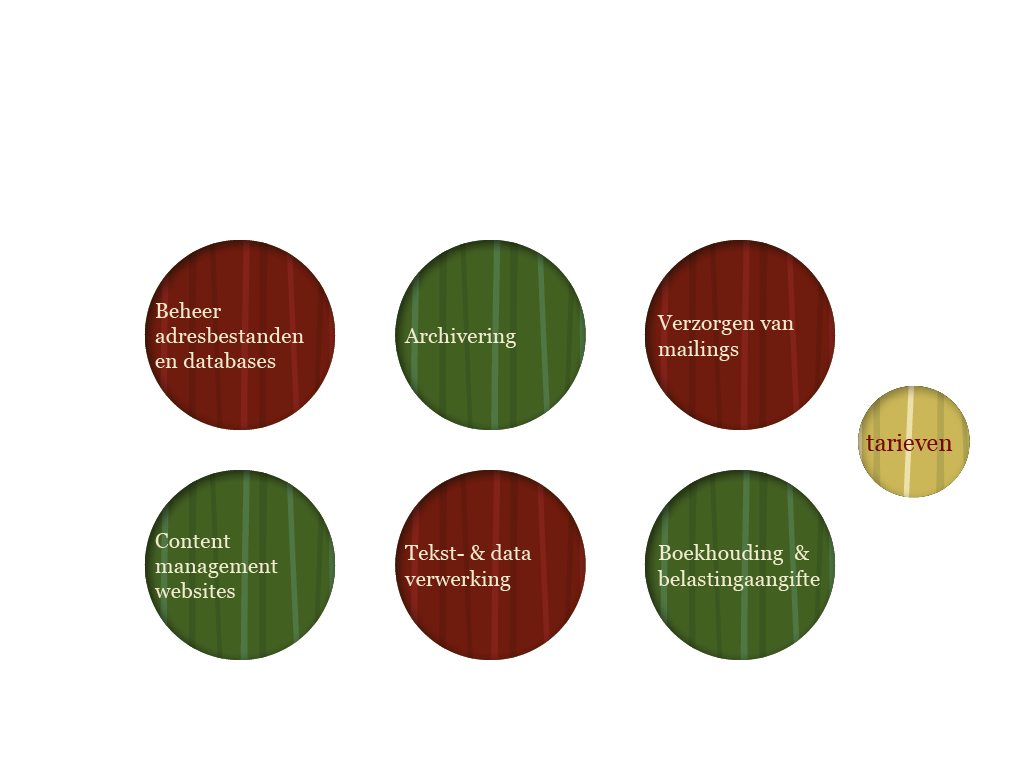 Beheer
adresbestanden
en databases
Archivering
Verzorgen van
mailings
tarieven
Content
management
websites
Tekst- & data
verwerking
Boekhouding  &
belastingaangifte